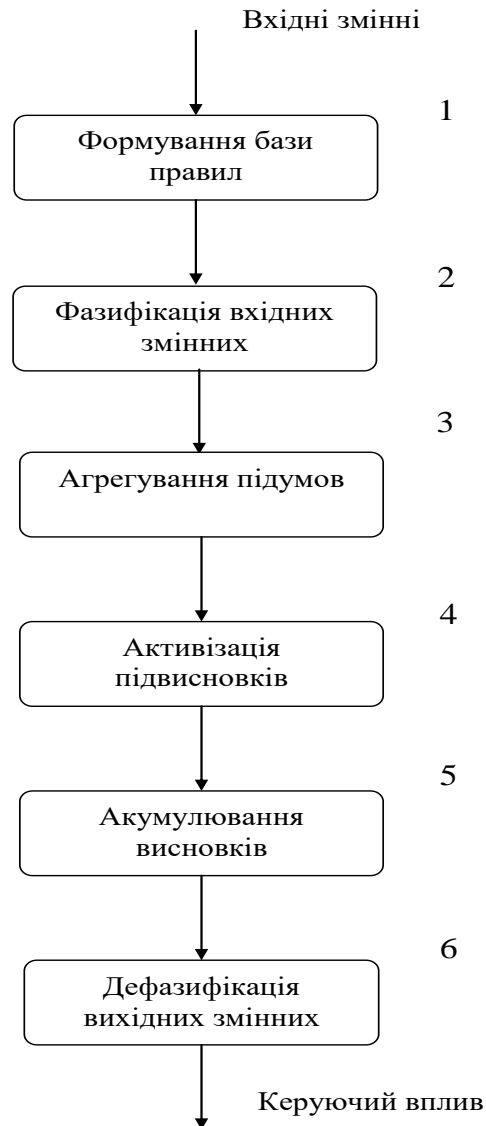 Вхідні змінні
1
Формування бази
правил
2
Фазифікація вхідних
змінних
3
Агрегування підумов
4
Активізація
підвисновків
5
Акумулювання
висновків
6
Дефазифікація
вихідних змінних
Керуючий вплив